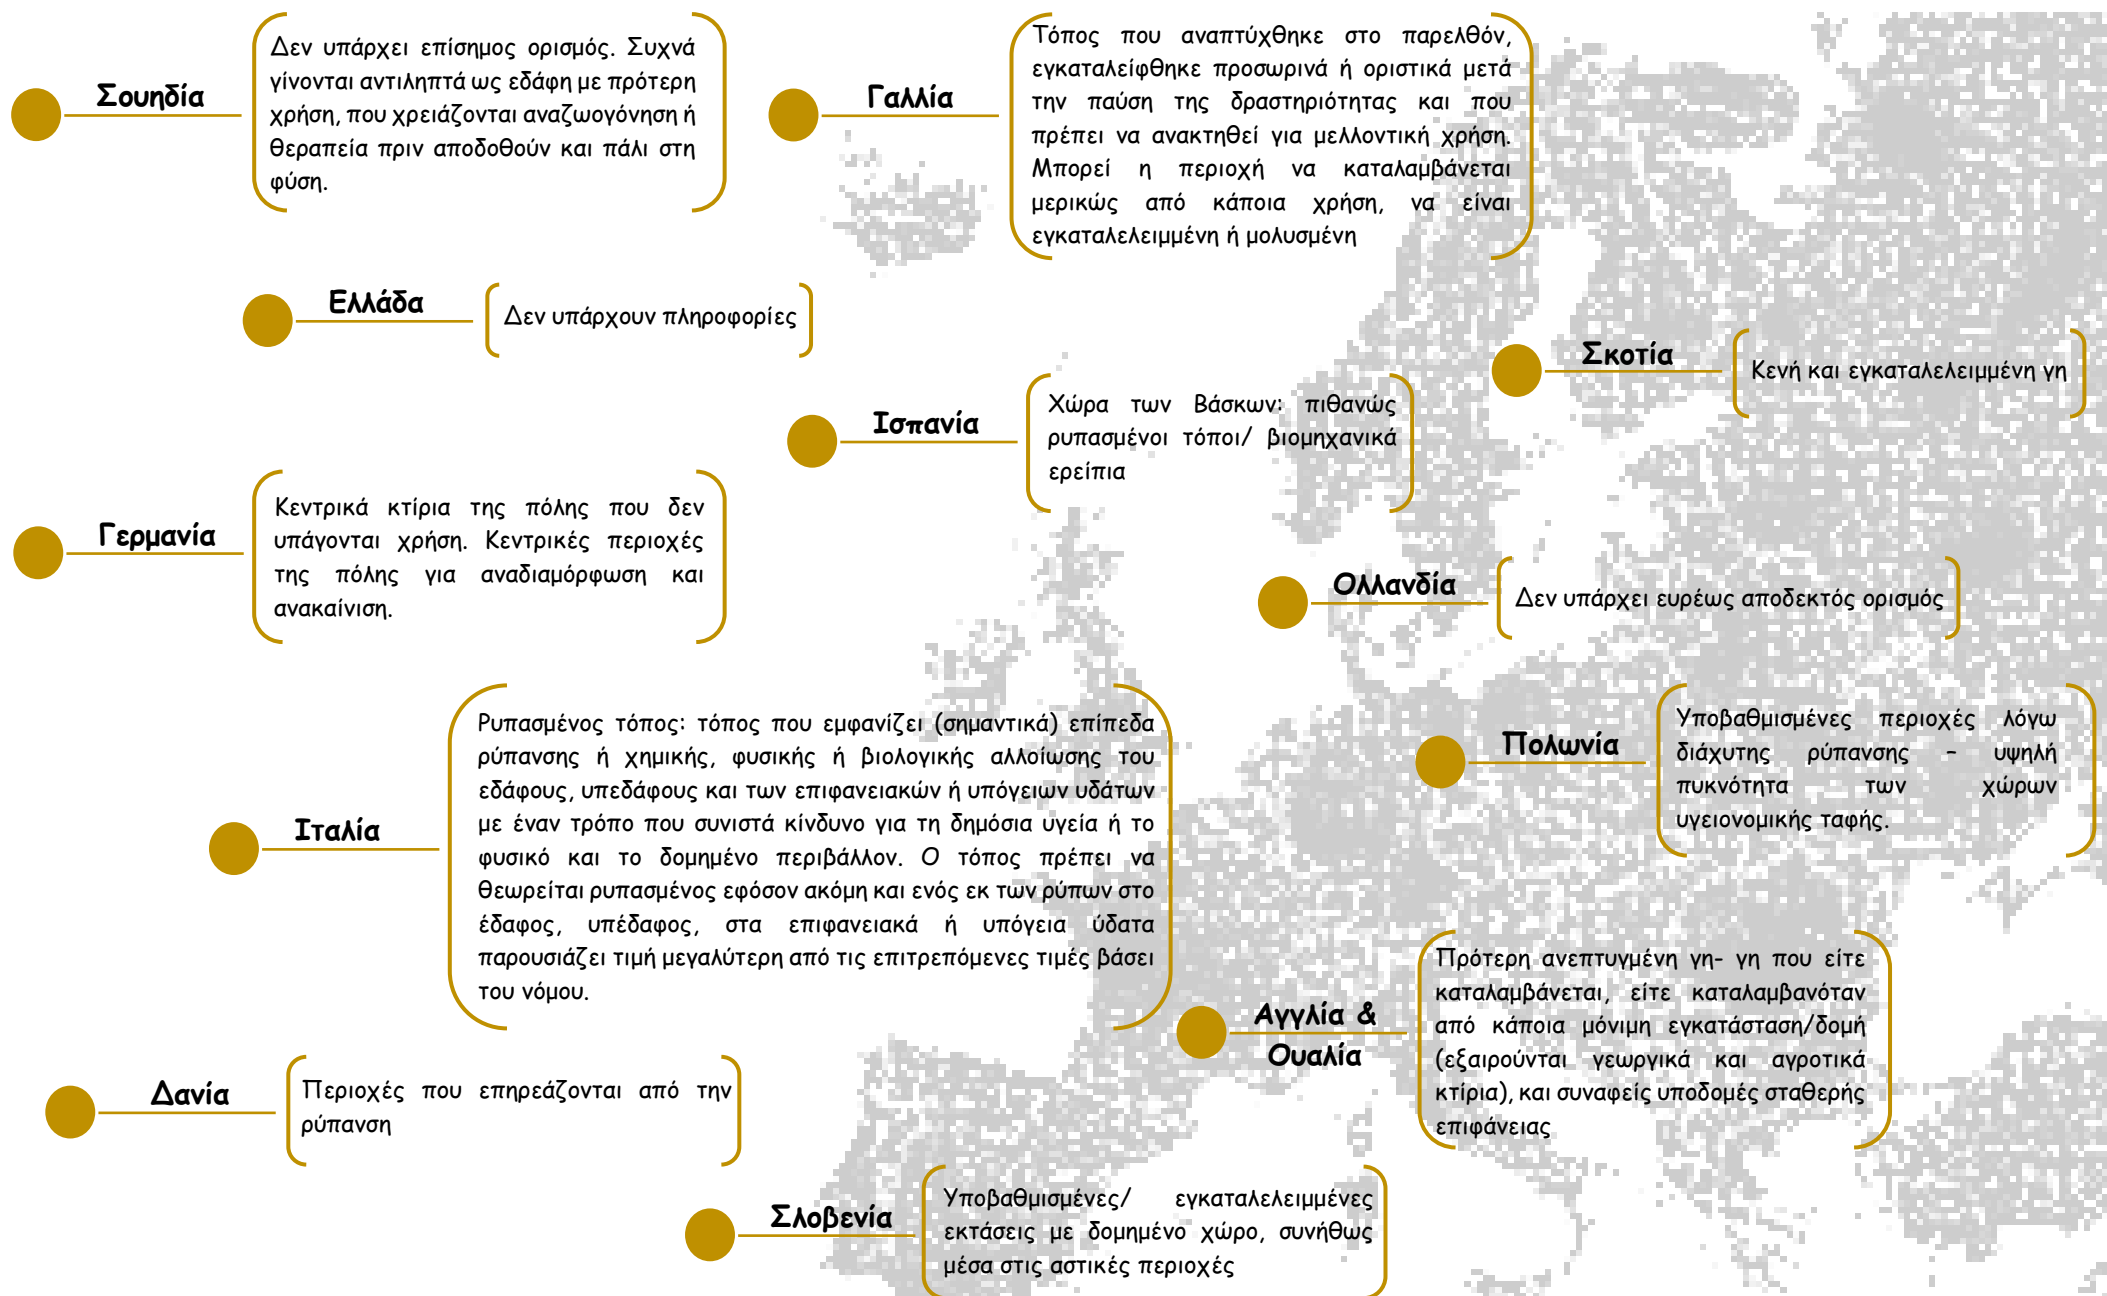 Σουηδία
Δεν υπάρχει επίσημος ορισμός. Συχνά
γίνονται αντιληπτά ως εδάφη με πρότερη
χρήση, που χρειάζονται αναζωογόνηση ή
θεραπεία πριν αποδοθούν και πάλι στη
φύση.
Γαλλία
Τόπος που αναπτύχθηκε στο παρελθόν,
εγκαταλείφθηκε προσωρινά ή οριστικά μετά
την παύση της δραστηριότητας και που
πρέπει να ανακτηθεί για μελλοντική χρήση.
Μπορεί η περιοχή να καταλαμβάνεται
μερικώς από κάποια χρήση, να είναι
εγκαταλελειμμένη ή μολυσμένη
Ελλάδα
Δεν υπάρχουν πληροφορίες
Σκοτία
Κενή και εγκαταλελειμμένη γη
Ισπανία
Χώρα των Βάσκων: πιθανώς
ρυπασμένοι τόποι/ βιομηχανικά
ερείπια
Γερμανία
Κεντρικά κτίρια της πόλης που δεν
υπάγονται χρήση. Κεντρικές περιοχές
της πόλης για αναδιαμόρφωση και
ανακαίνιση.
Ολλανδία
Δεν υπάρχει ευρέως αποδεκτός ορισμός
Πολωνία
Υποβαθμισμένες περιοχές λόγω
διάχυτης ρύπανσης – υψηλή
πυκνότητα των χώρων
υγειονομικής ταφής.
Ιταλία
Ρυπασμένος τόπος: τόπος που εμφανίζει (σημαντικά) επίπεδα
ρύπανσης ή χημικής, φυσικής ή βιολογικής αλλοίωσης του
εδάφους, υπεδάφους και των επιφανειακών ή υπόγειων υδάτων
με έναν τρόπο που συνιστά κίνδυνο για τη δημόσια υγεία ή το
φυσικό και το δομημένο περιβάλλον. Ο τόπος πρέπει να
θεωρείται ρυπασμένος εφόσον ακόμη και ενός εκ των ρύπων στο
έδαφος, υπέδαφος, στα επιφανειακά ή υπόγεια ύδατα
παρουσιάζει τιμή μεγαλύτερη από τις επιτρεπόμενες τιμές βάσει
του νόμου.
Αγγλία &
Ουαλία
Πρότερη ανεπτυγμένη γη- γη που είτε
καταλαμβάνεται, είτε καταλαμβανόταν
από κάποια μόνιμη εγκατάσταση/δομή
(εξαιρούνται γεωργικά και αγροτικά
κτίρια), και συναφείς υποδομές σταθερής
επιφάνειας
Δανία
Περιοχές που επηρεάζονται από την
ρύπανση
Σλοβενία
Υποβαθμισμένες/ εγκαταλελειμμένες
εκτάσεις με δομημένο χώρο, συνήθως
μέσα στις αστικές περιοχές